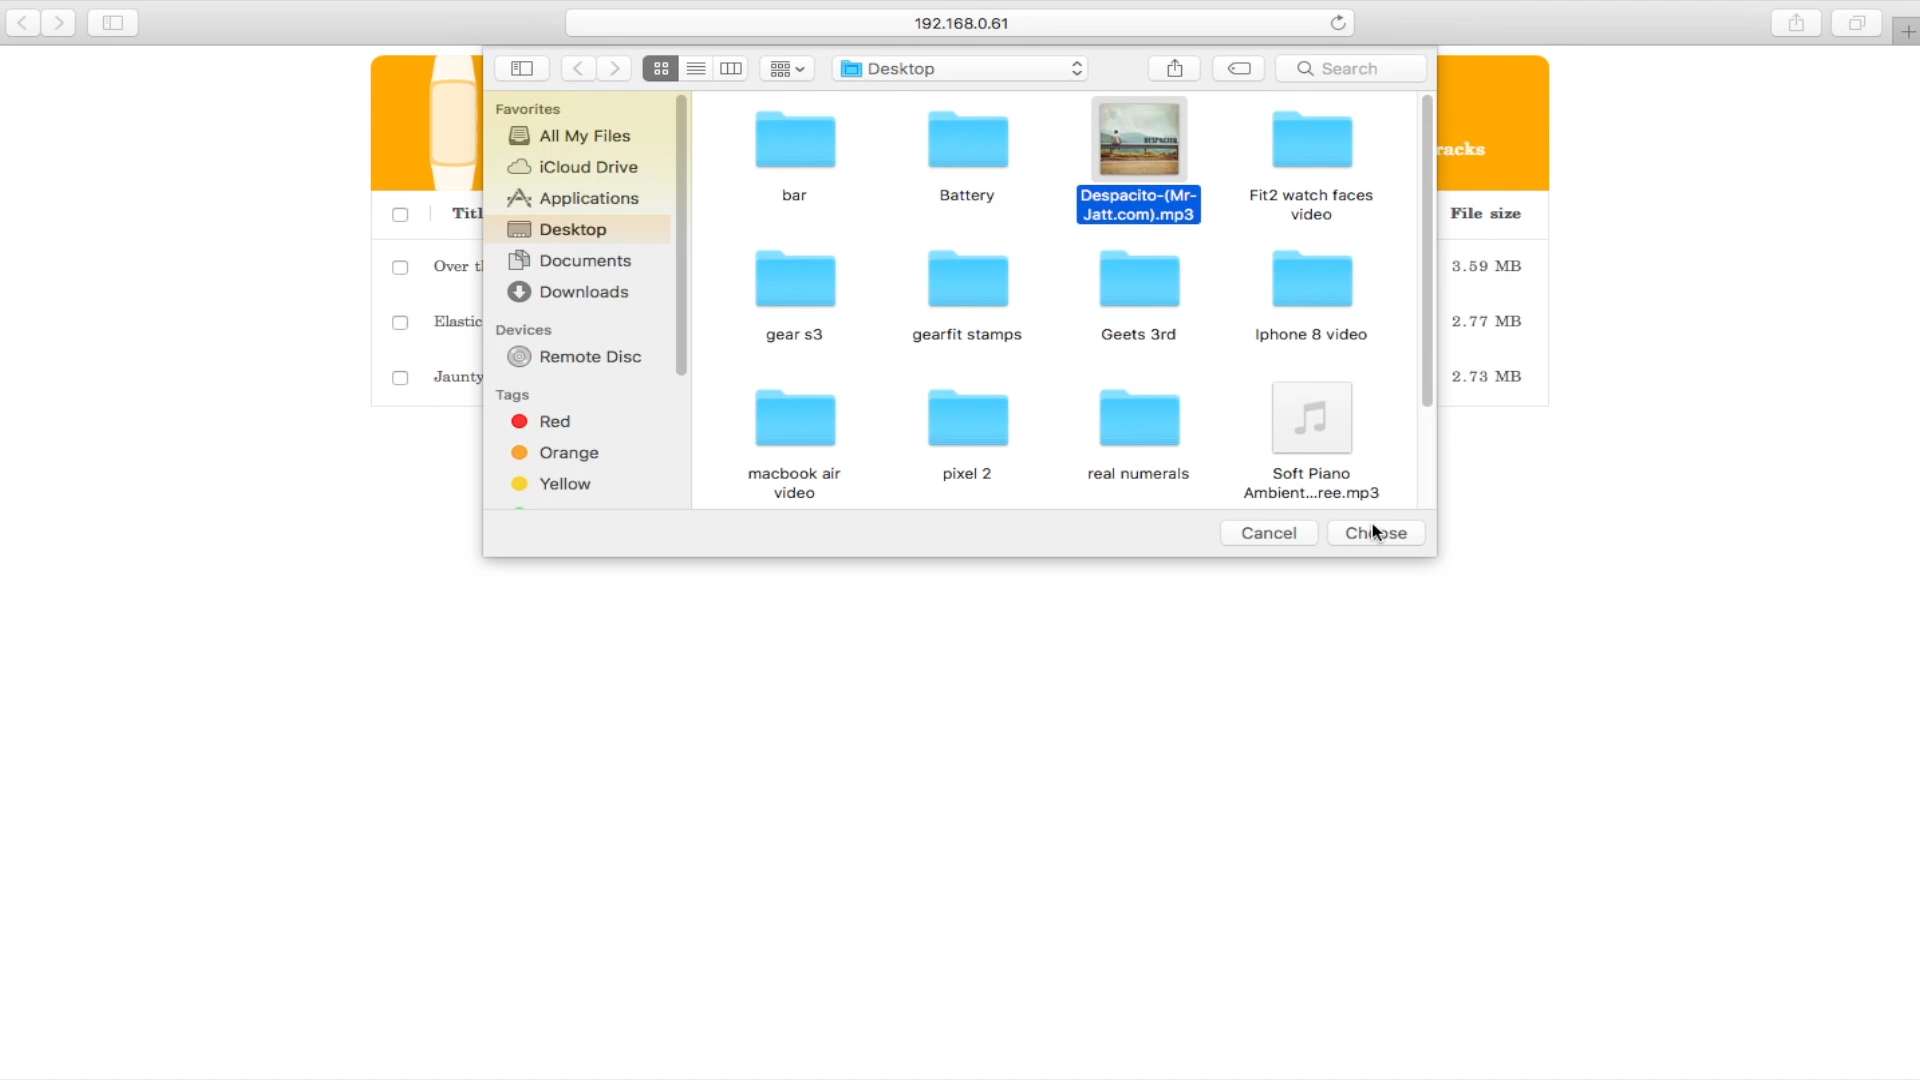 192.168.0.61
Desktop
Search
Favorites
All My Files
iCloud Drive
Applications
Desktop
Documents
Downloads
Devices
Remote Disc
Tags
Red
Orange
Yellow
bar
Battery
Despacito-(Mr-
Jatt.com).mp3
Fit2 watch faces
video
gear s3
gearfit stamps
Geets 3rd
Iphone 8 video
macbook air
video
pixel 2
real numerals
Soft Piano
Ambient...ree.mp3
Cancel
Choose
DESPACITO
racks
Titl
File size
Over t
3.59 MB
Elastic
2.77 MB
Jaunty
2.73 MB